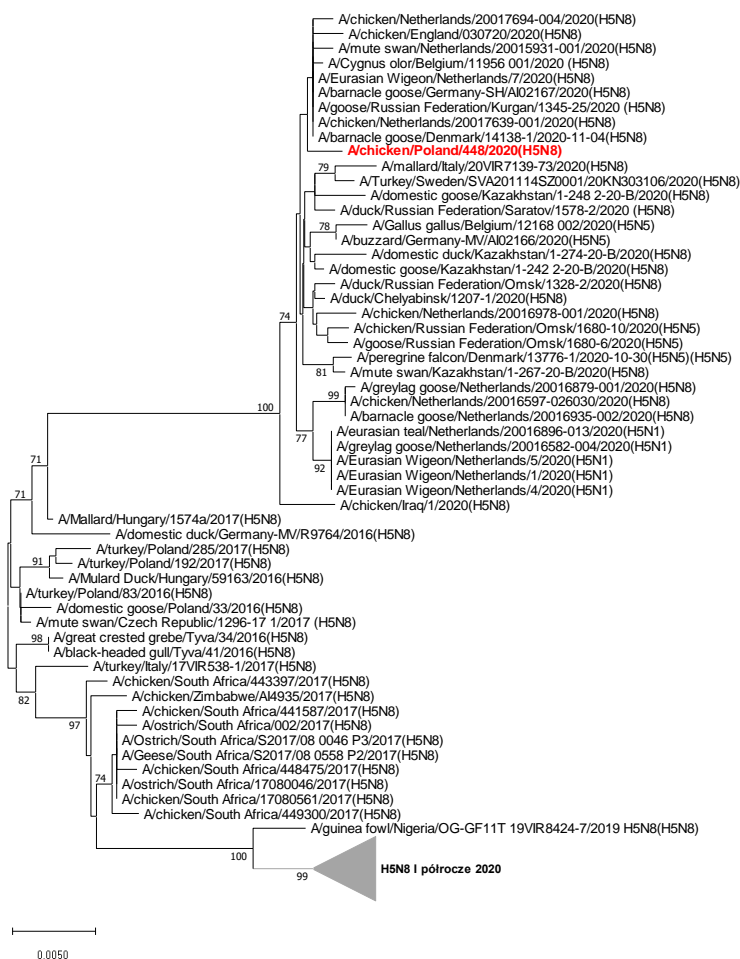 A/chicken/Netherlands/20017694-004/2020(H5N8)
A/chicken/England/030720/2020(H5N8)
A/mute swan/Netherlands/20015931-001/2020(H5N8)
A/Cygnus olor/Belgium/11956 001/2020 (H5N8)
A/Eurasian Wigeon/Netherlands/7/2020(H5N8)
A/barnacle goose/Germany-SH/AI02167/2020(H5N8)
A/goose/Russian Federation/Kurgan/1345-25/2020 (H5N8)
A/chicken/Netherlands/20017639-001/2020(H5N8)
A/barnacle goose/Denmark/14138-1/2020-11-04(H5N8)
A/chicken/Poland/448/2020(H5N8)
79
A/mallard/Italy/20VIR7139-73/2020(H5N8)
A/Turkey/Sweden/SVA201114SZ0001/20KN303106/2020(H5N8)
A/domestic goose/Kazakhstan/1-248 2-20-B/2020(H5N8)
A/duck/Russian Federation/Saratov/1578-2/2020 (H5N8)
78
A/Gallus gallus/Belgium/12168 002/2020(H5N5)
A/buzzard/Germany-MV/AI02166/2020(H5N5)
A/domestic duck/Kazakhstan/1-274-20-B/2020(H5N8)
A/domestic goose/Kazakhstan/1-242 2-20-B/2020(H5N8)
A/duck/Russian Federation/Omsk/1328-2/2020(H5N8)
A/duck/Chelyabinsk/1207-1/2020(H5N8)
74
A/chicken/Netherlands/20016978-001/2020(H5N8)
A/chicken/Russian Federation/Omsk/1680-10/2020(H5N5)
A/goose/Russian Federation/Omsk/1680-6/2020(H5N5)
A/peregrine falcon/Denmark/13776-1/2020-10-30(H5N5)(H5N5)
81
A/mute swan/Kazakhstan/1-267-20-B/2020(H5N8)
A/greylag goose/Netherlands/20016879-001/2020(H5N8)
99
A/chicken/Netherlands/20016597-026030/2020(H5N8)
100
A/barnacle goose/Netherlands/20016935-002/2020(H5N8)
77
A/eurasian teal/Netherlands/20016896-013/2020(H5N1)
A/greylag goose/Netherlands/20016582-004/2020(H5N1)
92
A/Eurasian Wigeon/Netherlands/5/2020(H5N1)
71
A/Eurasian Wigeon/Netherlands/1/2020(H5N1)
A/Eurasian Wigeon/Netherlands/4/2020(H5N1)
71
A/chicken/Iraq/1/2020(H5N8)
A/Mallard/Hungary/1574a/2017(H5N8)
A/domestic duck/Germany-MV/R9764/2016(H5N8)
A/turkey/Poland/285/2017(H5N8)
91
A/turkey/Poland/192/2017(H5N8)
A/Mulard Duck/Hungary/59163/2016(H5N8)
A/turkey/Poland/83/2016(H5N8)
A/domestic goose/Poland/33/2016(H5N8)
A/mute swan/Czech Republic/1296-17 1/2017 (H5N8)
98
A/great crested grebe/Tyva/34/2016(H5N8)
A/black-headed gull/Tyva/41/2016(H5N8)
A/turkey/Italy/17VIR538-1/2017(H5N8)
82
A/chicken/South Africa/443397/2017(H5N8)
A/chicken/Zimbabwe/AI4935/2017(H5N8)
97
A/chicken/South Africa/441587/2017(H5N8)
A/ostrich/South Africa/002/2017(H5N8)
A/Ostrich/South Africa/S2017/08 0046 P3/2017(H5N8)
A/Geese/South Africa/S2017/08 0558 P2/2017(H5N8)
A/chicken/South Africa/448475/2017(H5N8)
74
A/ostrich/South Africa/17080046/2017(H5N8)
A/chicken/South Africa/17080561/2017(H5N8)
A/chicken/South Africa/449300/2017(H5N8)
A/guinea fowl/Nigeria/OG-GF11T 19VIR8424-7/2019 H5N8(H5N8)
100
H5N8 I półrocze 2020
99
0.0050